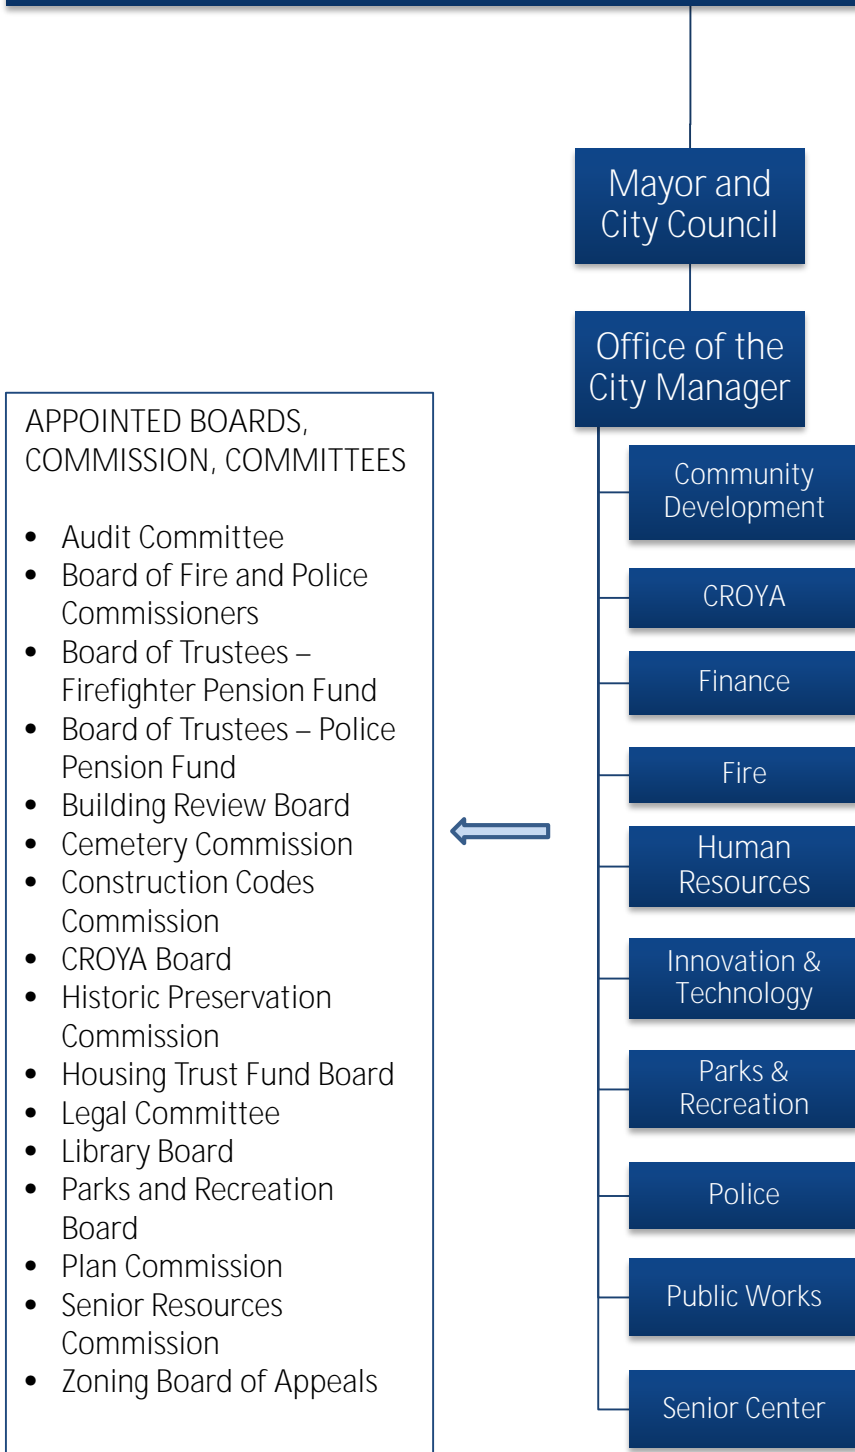 Mayor and
City Council
Office of the
City Manager
APPOINTED BOARDS,
COMMISSION, COMMITTEES
• Audit Committee
• Board of Fire and Police
Commissioners
• Board of Trustees –
Firefighter Pension Fund
• Board of Trustees – Police
Pension Fund
• Building Review Board
• Cemetery Commission
• Construction Codes
Commission
• CROYA Board
• Historic Preservation
Commission
• Housing Trust Fund Board
• Legal Committee
• Library Board
• Parks and Recreation
Board
• Plan Commission
• Senior Resources
Commission
• Zoning Board of Appeals
Community
Development
CROYA
Finance
Fire
Human
Resources
Innovation &
Technology
Parks &
Recreation
Police
Public Works
Senior Center